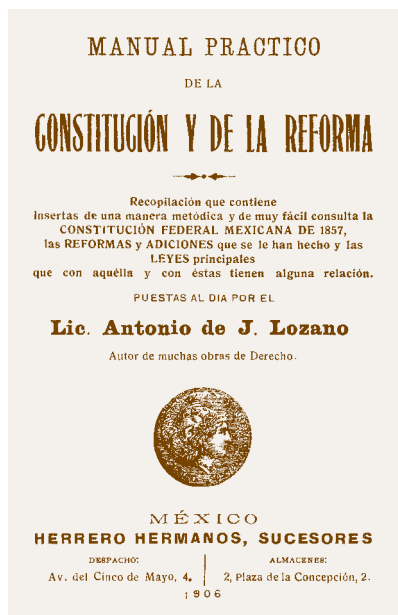 MANUAL PRACTICO
DE LA
CONSTITUCIÓN Y DE LA REFORMA
Recopilación que contiene
insertas de una manera metódica y de muy fácil consulta la
CONSTITUCIÓN FEDERAL MEXICANA DE 1857,
las REFORMAS y ADICIONES que se le han hecho y las
LEYES principales
que con aquélla y con éstas tienen alguna relación.
PUESTAS AL DIA POR EL
Lic. Antonio de J. Lozano
Autor de muchas obras de Derecho.
MÉXICO
HERRERO HERMANOS, SUCESORES
DESPACHO:
Av. del Cinco de Mayo, 4.
ALMACENES:
2, Plaza de la Concepción, 2.
1906